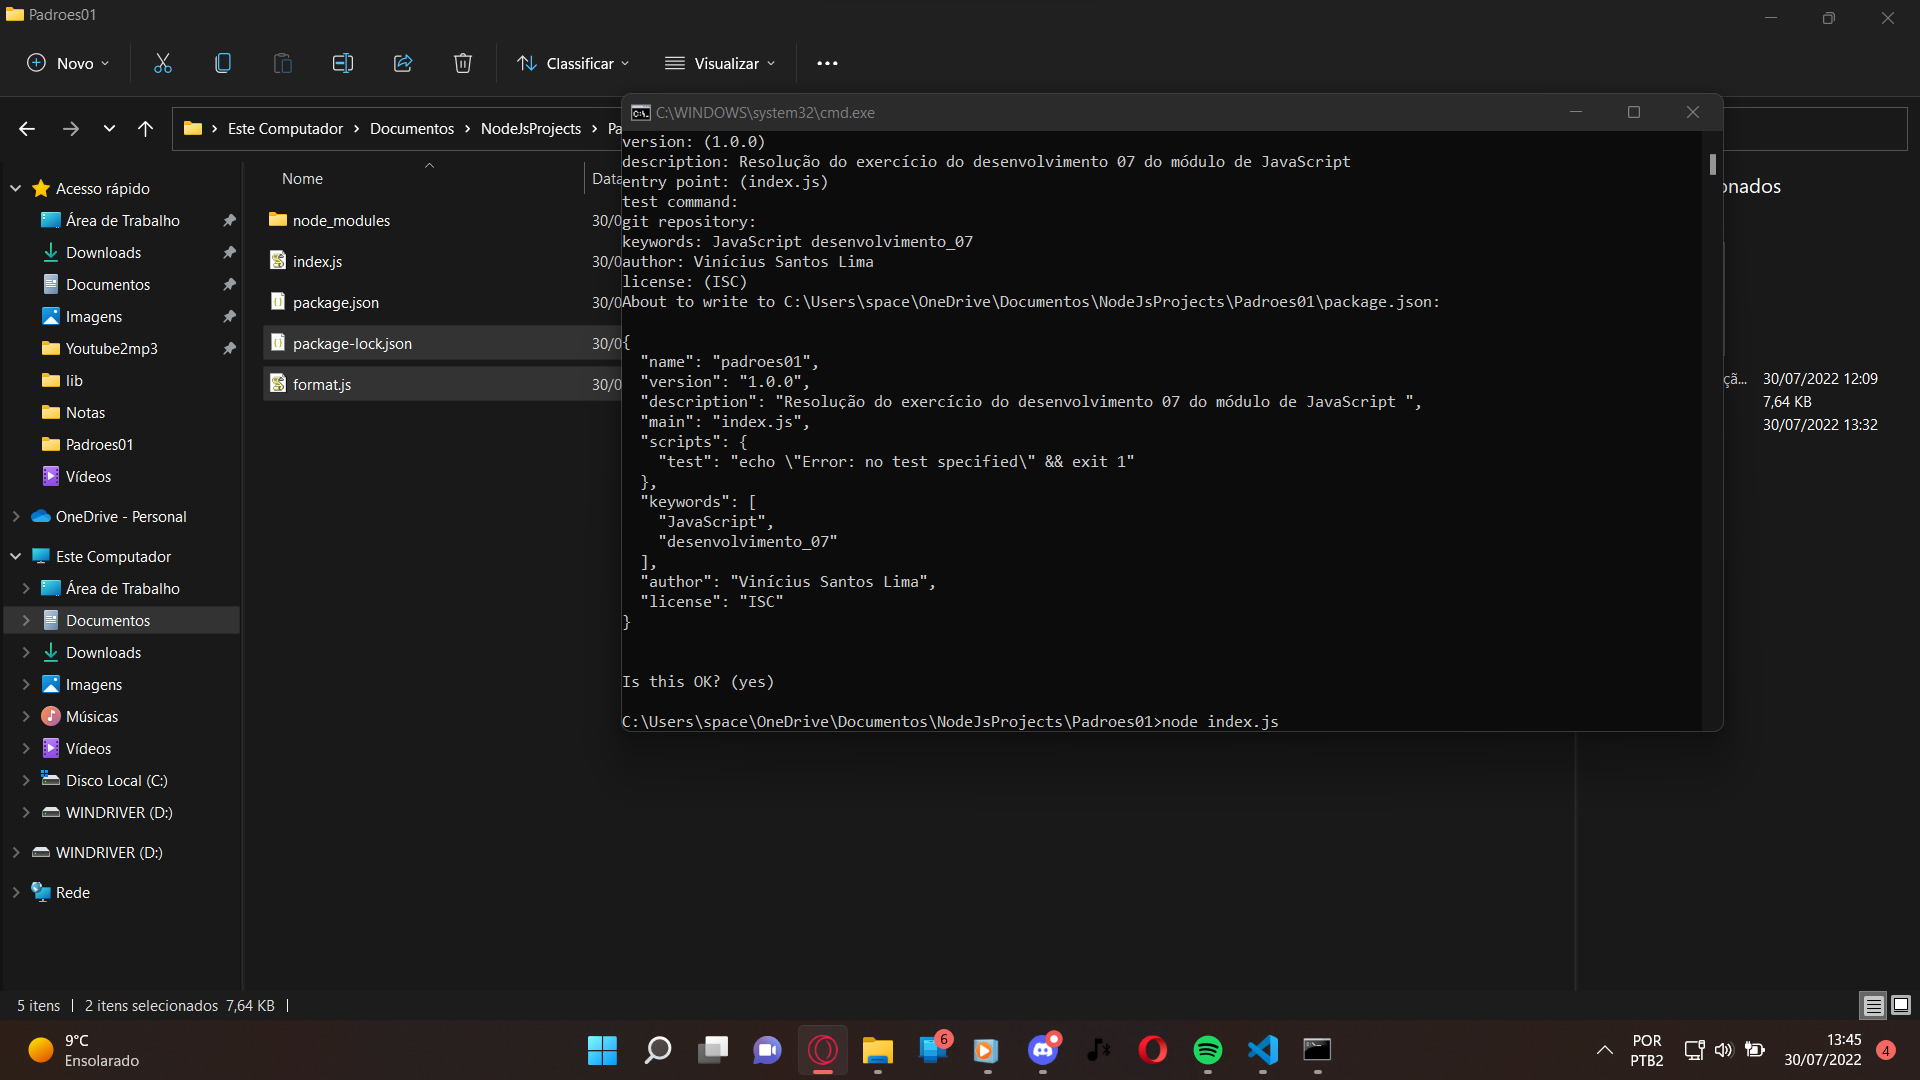 Padroes01
Novo
Classificar
Visualizar
Este Computador
Documentos
NodeJsProjects
Pa
Acesso rápido
Área de Trabalho
Downloads
Documentos
Imagens
Youtube2mp3
lib
Notas
Padroes01
Vídeos
OneDrive - Personal
Este Computador
Área de Trabalho
Documentos
Downloads
Imagens
Músicas
Vídeos
Disco Local (C:)
WINDRIVER (D:)
WINDRIVER (D:)
Rede
Nome
Data
node_modules
30/0
index.js
30/0
package.json
30/0
package-lock.json
30/0
format.js
30/0
C:\WINDOWS\system32\cmd.exe
version: (1.0.0)
description: Resolução do exercício do desenvolvimento 07 do módulo de JavaScript
entry point: (index.js)
test command:
git repository:
keywords: JavaScript desenvolvimento_07
author: Vinícius Santos Lima
license: (ISC)
About to write to C:\Users\space\OneDrive\Documentos\NodeJsProjects\Padroes01\package.json:
{
"name": "padroes01",
"version": "1.0.0",
"description": "Resolução do exercício do desenvolvimento 07 do módulo de JavaScript ",
"main": "index.js",
"scripts": {
"test": "echo \"Error: no test specified\" && exit 1"
},
"keywords": [
"JavaScript",
"desenvolvimento_07"
],
"author": "Vinícius Santos Lima",
"license": "ISC"
}
Is this OK? (yes)
C:\Users\space\OneDrive\Documentos\NodeJsProjects\Padroes01>node index.js
onados
çã... 30/07/2022 12:09
7,64 KB
30/07/2022 13:32
5 itens
2 itens selecionados 7,64 KB
9°C
Ensolarado
6
POR
PTB2
13:45
30/07/2022
4